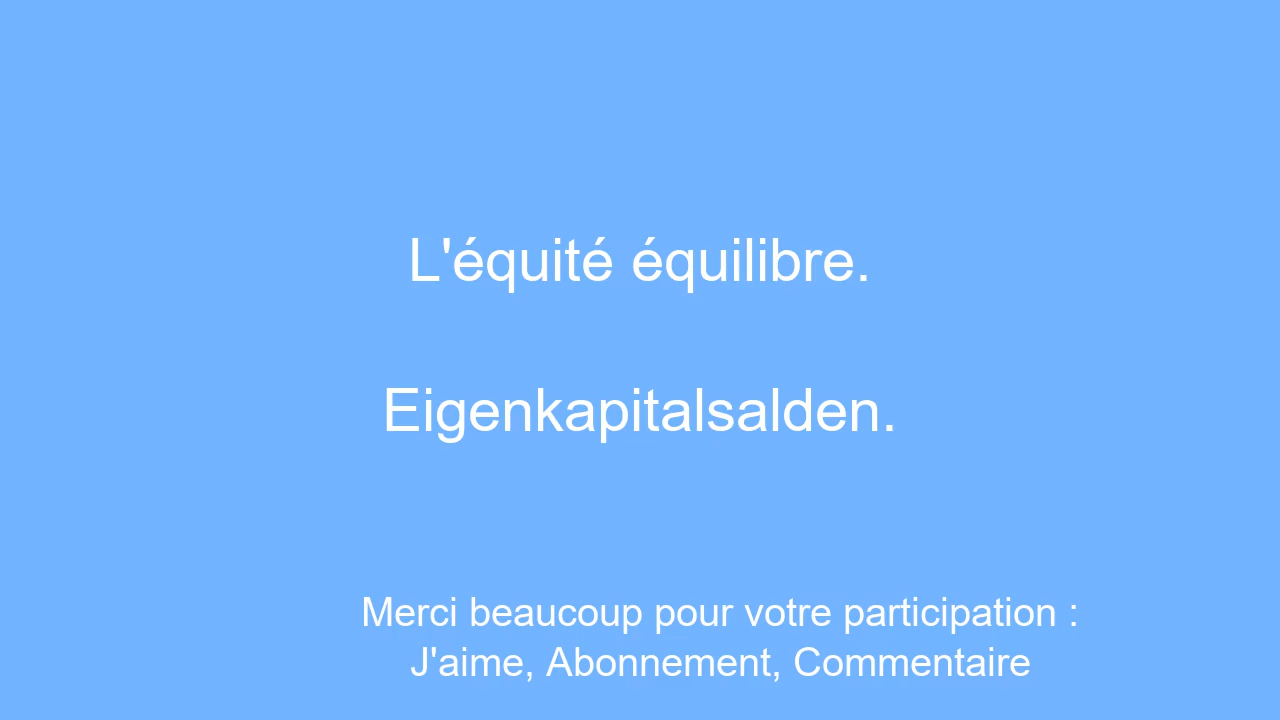 L'équité équilibre.
Eigenkapitalsalden.
Merci beaucoup pour votre participation :
J'aime, Abonnement, Commentaire